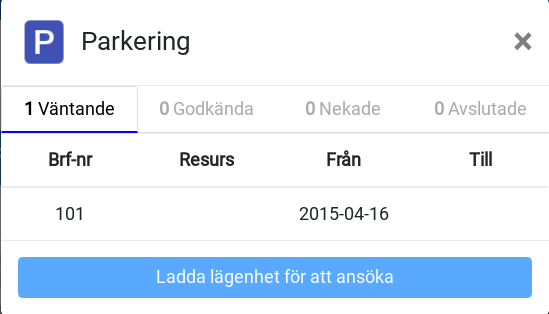 P Parkering ×
1 Väntande 0 Godkända 0 Nekade 0 Avslutade
Brf-nr Resurs Från Till
101 2015-04-16
Ladda lägenhet för att ansöka